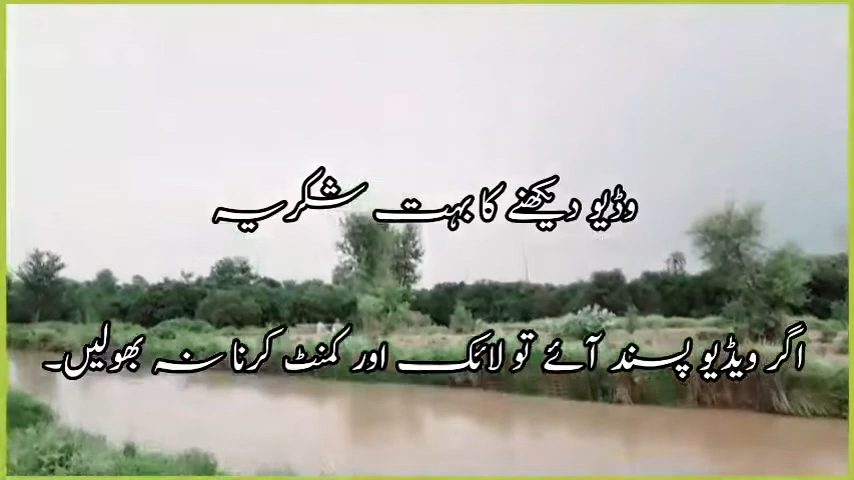 وڈیو دیکھنے کا بہت شکریہ
اگر ویڈیو پسند آئے تو لائک اور کمنٹ کرنا نہ بھولیں۔